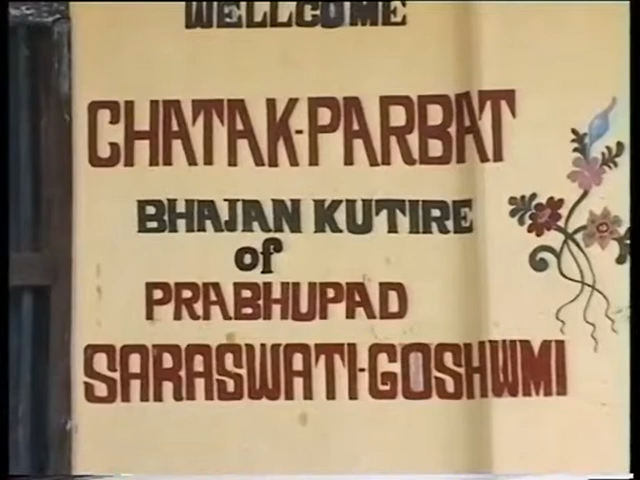 WELLCOME
CHATAK-PARBAT
BHAJAN KUTIRE
of
PRABHUPAD
SARASWATI-GOSHWMI